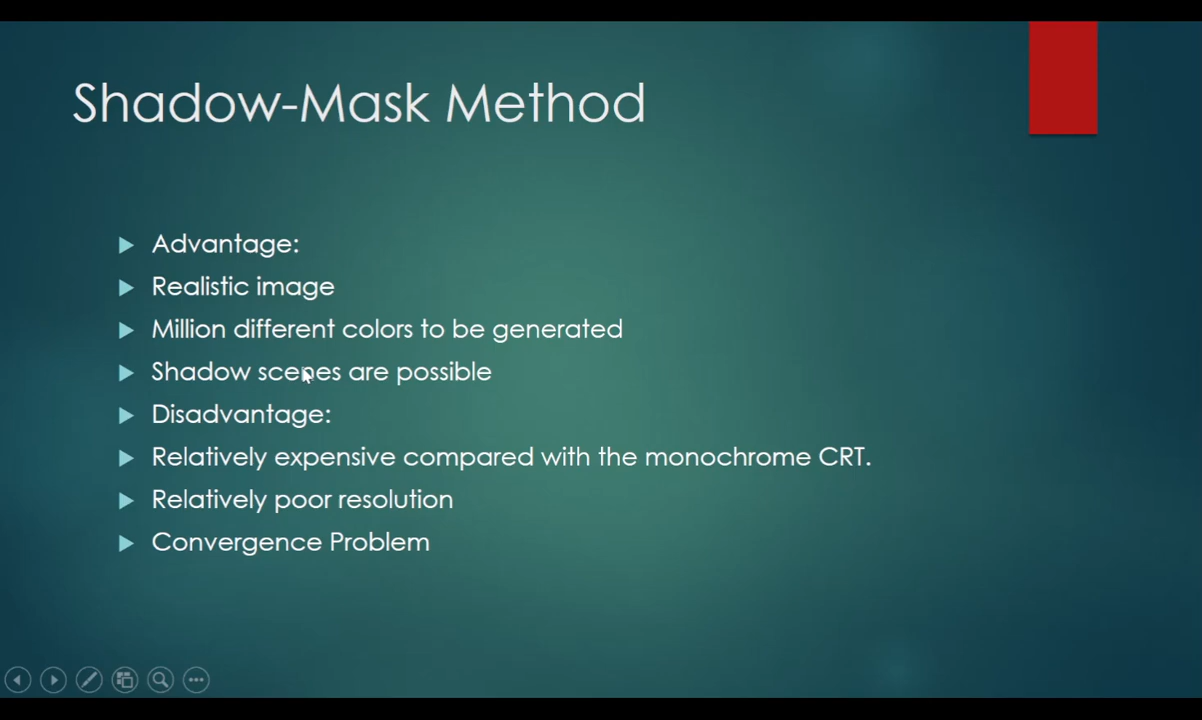 Shadow-Mask Method
Advantage:
Realistic image
Million different colors to be generated
Shadow scenes are possible
Disadvantage:
Relatively expensive compared with the monochrome CRT.
Relatively poor resolution
Convergence Problem